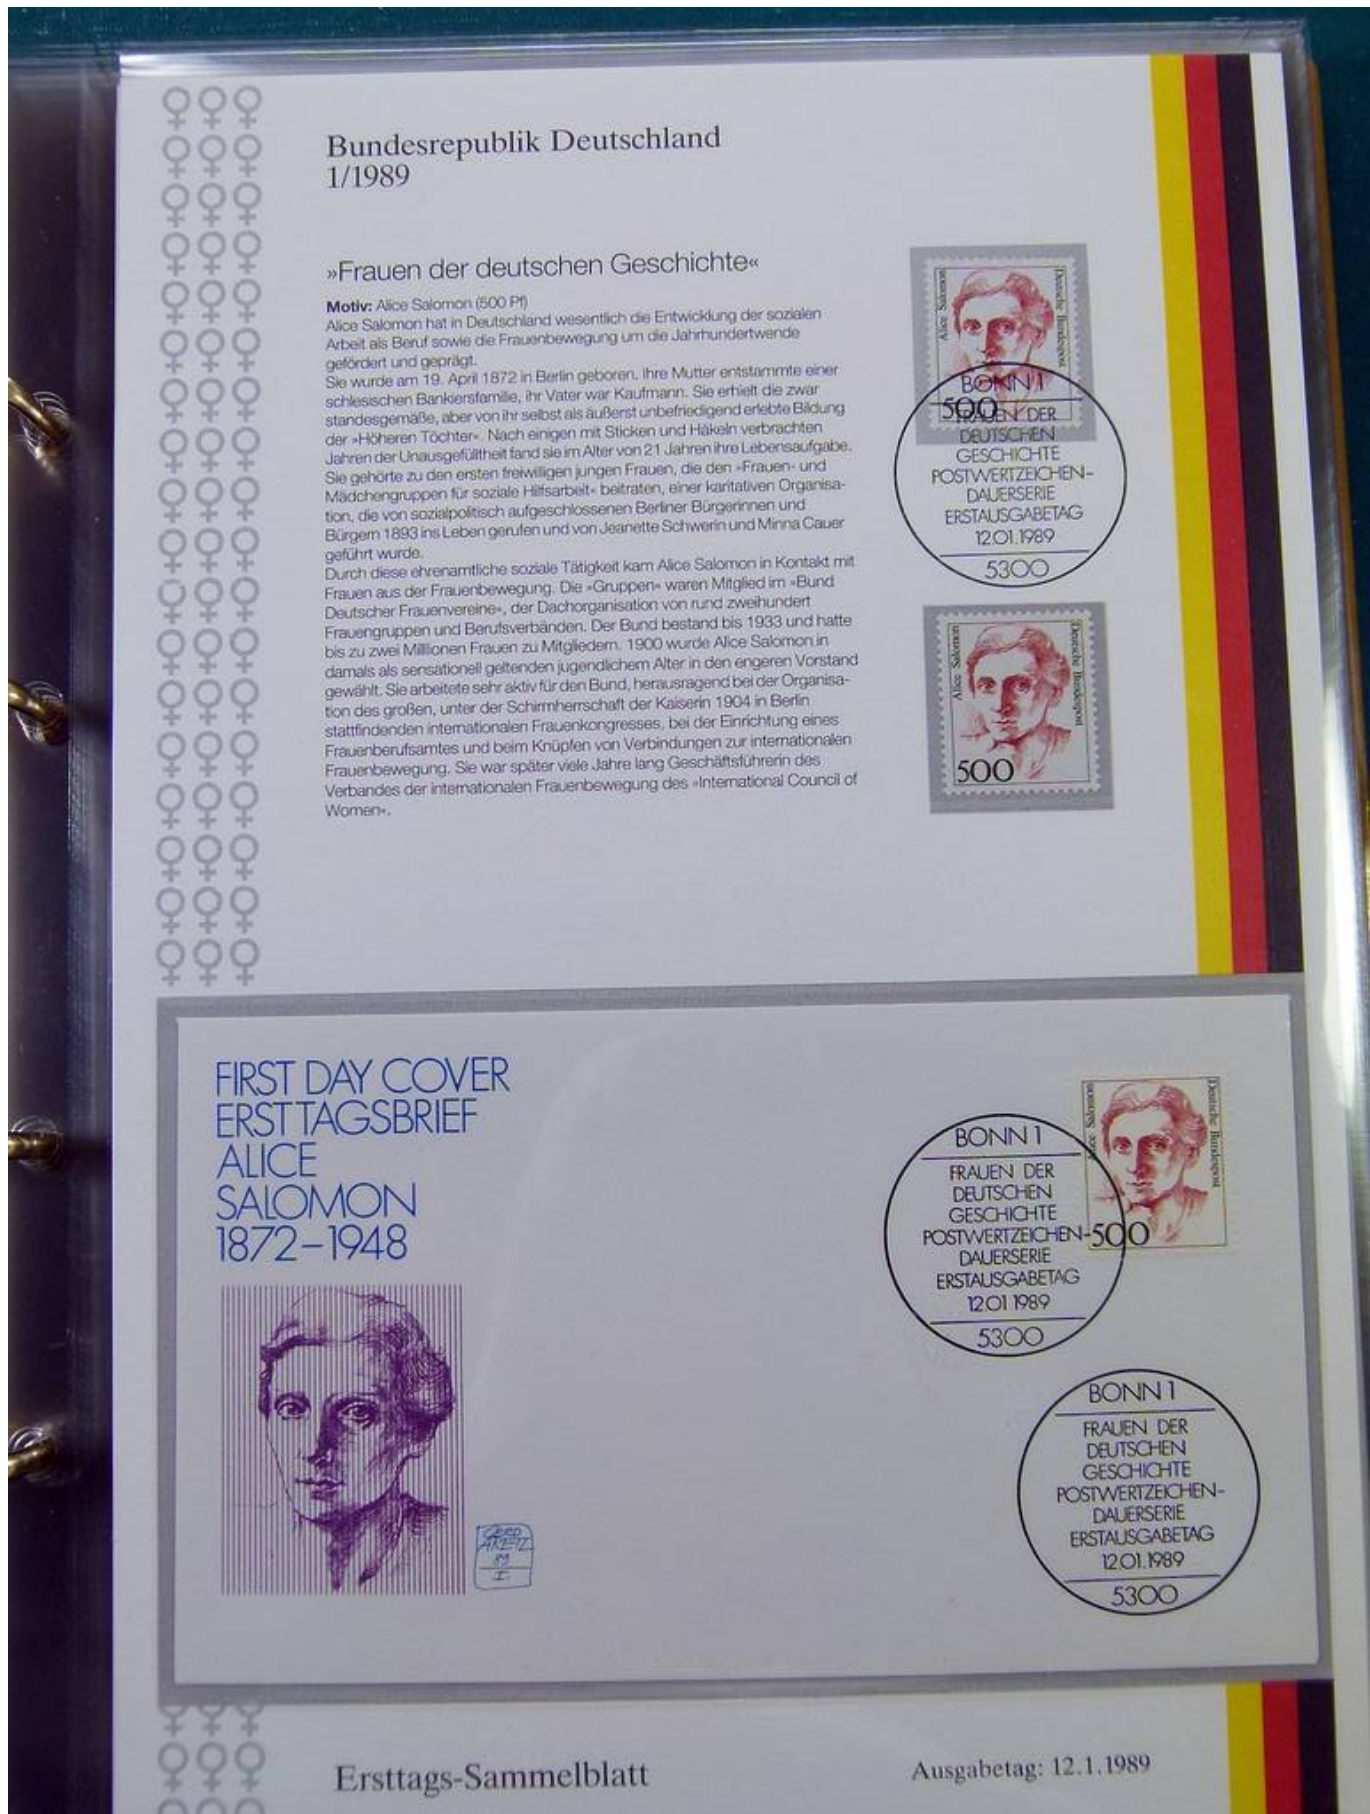 Bundesrepublik Deutschland
1/1989
»Frauen der deutschen Geschichte«
Motiv: Alice Salomon (500 Pf)
Alice Salomon hat in Deutschland wesentlich die Entwicklung der sozialen
Arbeit als Beruf sowie die Frauenbewegung um die Jahrhundertwende
gefördert und geprägt.
Sie wurde am 19. April 1872 in Berlin geboren. Ihre Mutter entstammte einer
schlesischen Bankiersfamilie, ihr Vater war Kaufmann. Sie erhielt die zwar
standesgemäße, aber von ihr selbst als äußerst unbefriedigend erlebte Bildung
der »Höheren Töchter«. Nach einigen mit Sticken und Häkeln verbrachten
Jahren der Unausgefülltheit fand sie im Alter von 21 Jahren ihre Lebensaufgabe.
Sie gehörte zu den ersten freiwilligen jungen Frauen, die den »Frauen- und
Mädchengruppen für soziale Hilfsarbeit« beitraten, einer karitativen Organisa-
tion, die von sozialpolitisch aufgeschlossenen Berliner Bürgerinnen und
Bürgern 1893 ins Leben gerufen und von Jeanette Schwerin und Minna Cauer
geführt wurde.
Durch diese ehrenamtliche soziale Tätigkeit kam Alice Salomon in Kontakt mit
Frauen aus der Frauenbewegung. Die »Gruppen« waren Mitglied im »Bund
Deutscher Frauenvereine«, der Dachorganisation von rund zweihundert
Frauengruppen und Berufsverbänden. Der Bund bestand bis 1933 und hatte
bis zu zwei Millionen Frauen zu Mitgliedern. 1900 wurde Alice Salomon in
damals als sensationell geltenden jugendlichem Alter in den engeren Vorstand
gewählt. Sie arbeitete sehr aktiv für den Bund, herausragend bei der Organisa-
tion des großen, unter der Schirmherrschaft der Kaiserin 1904 in Berlin
stattfindenden internationalen Frauenkongresses, bei der Einrichtung eines
Frauenberufsamtes und beim Knüpfen von Verbindungen zur internationalen
Frauenbewegung. Sie war später viele Jahre lang Geschäftsführerin des
Verbandes der internationalen Frauenbewegung des »International Council of
Women«.
Alice Salomon
Deutsche Bundespost
500
BONN 1
FRAUEN DER
DEUTSCHEN
GESCHICHTE
POSTWERTZEICHEN-
DAUERSERIE
ERSTAUSGABETAG
12.01.1989
5300
Alice Salomon
Deutsche Bundespost
500
FIRST DAY COVER
ERSTTAGSBRIEF
ALICE
SALOMON
1872–1948
GERD
ARETZ
89
I.
Alice Salomon
Deutsche Bundespost
500
BONN 1
FRAUEN DER
DEUTSCHEN
GESCHICHTE
POSTWERTZEICHEN-
DAUERSERIE
ERSTAUSGABETAG
12.01.1989
5300
BONN 1
FRAUEN DER
DEUTSCHEN
GESCHICHTE
POSTWERTZEICHEN-
DAUERSERIE
ERSTAUSGABETAG
12.01.1989
5300
Ersttags-Sammelblatt
Ausgabetag: 12.1.1989